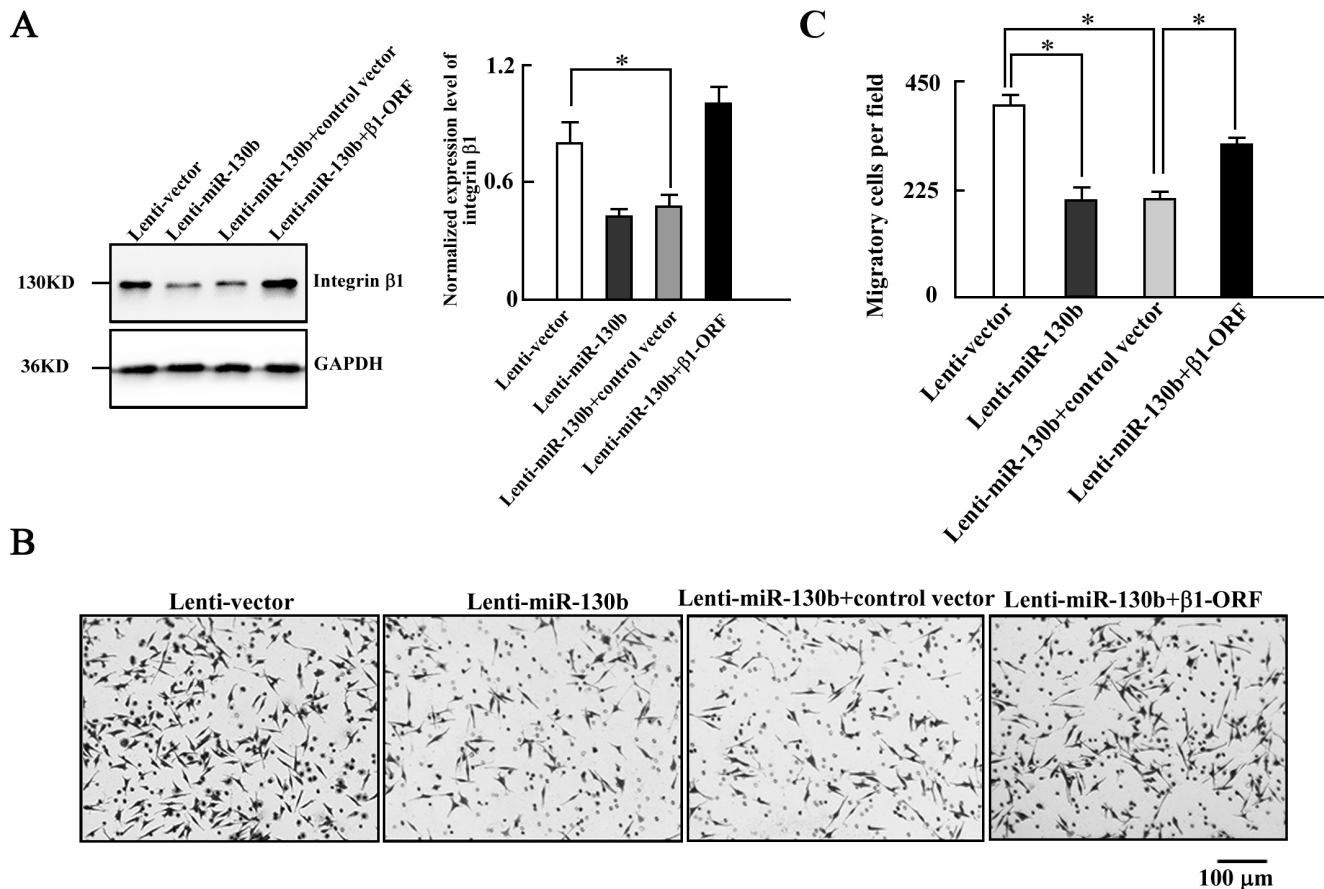 A
Lenti-vector
Lenti-miR-130b
Lenti-miR-130b+control vector
Lenti-miR-130b+β1-ORF
130KD
Integrin β1
36KD
GAPDH
Normalized expression level of
integrin β1
1.2
0.6
0
*
Lenti-vector
Lenti-miR-130b
Lenti-miR-130b+control vector
Lenti-miR-130b+β1-ORF
C
Migratory cells per field
450
225
0
*
*
*
Lenti-vector
Lenti-miR-130b
Lenti-miR-130b+control vector
Lenti-miR-130b+β1-ORF
B
Lenti-vector
Lenti-miR-130b
Lenti-miR-130b+control vector
Lenti-miR-130b+β1-ORF
100 μm